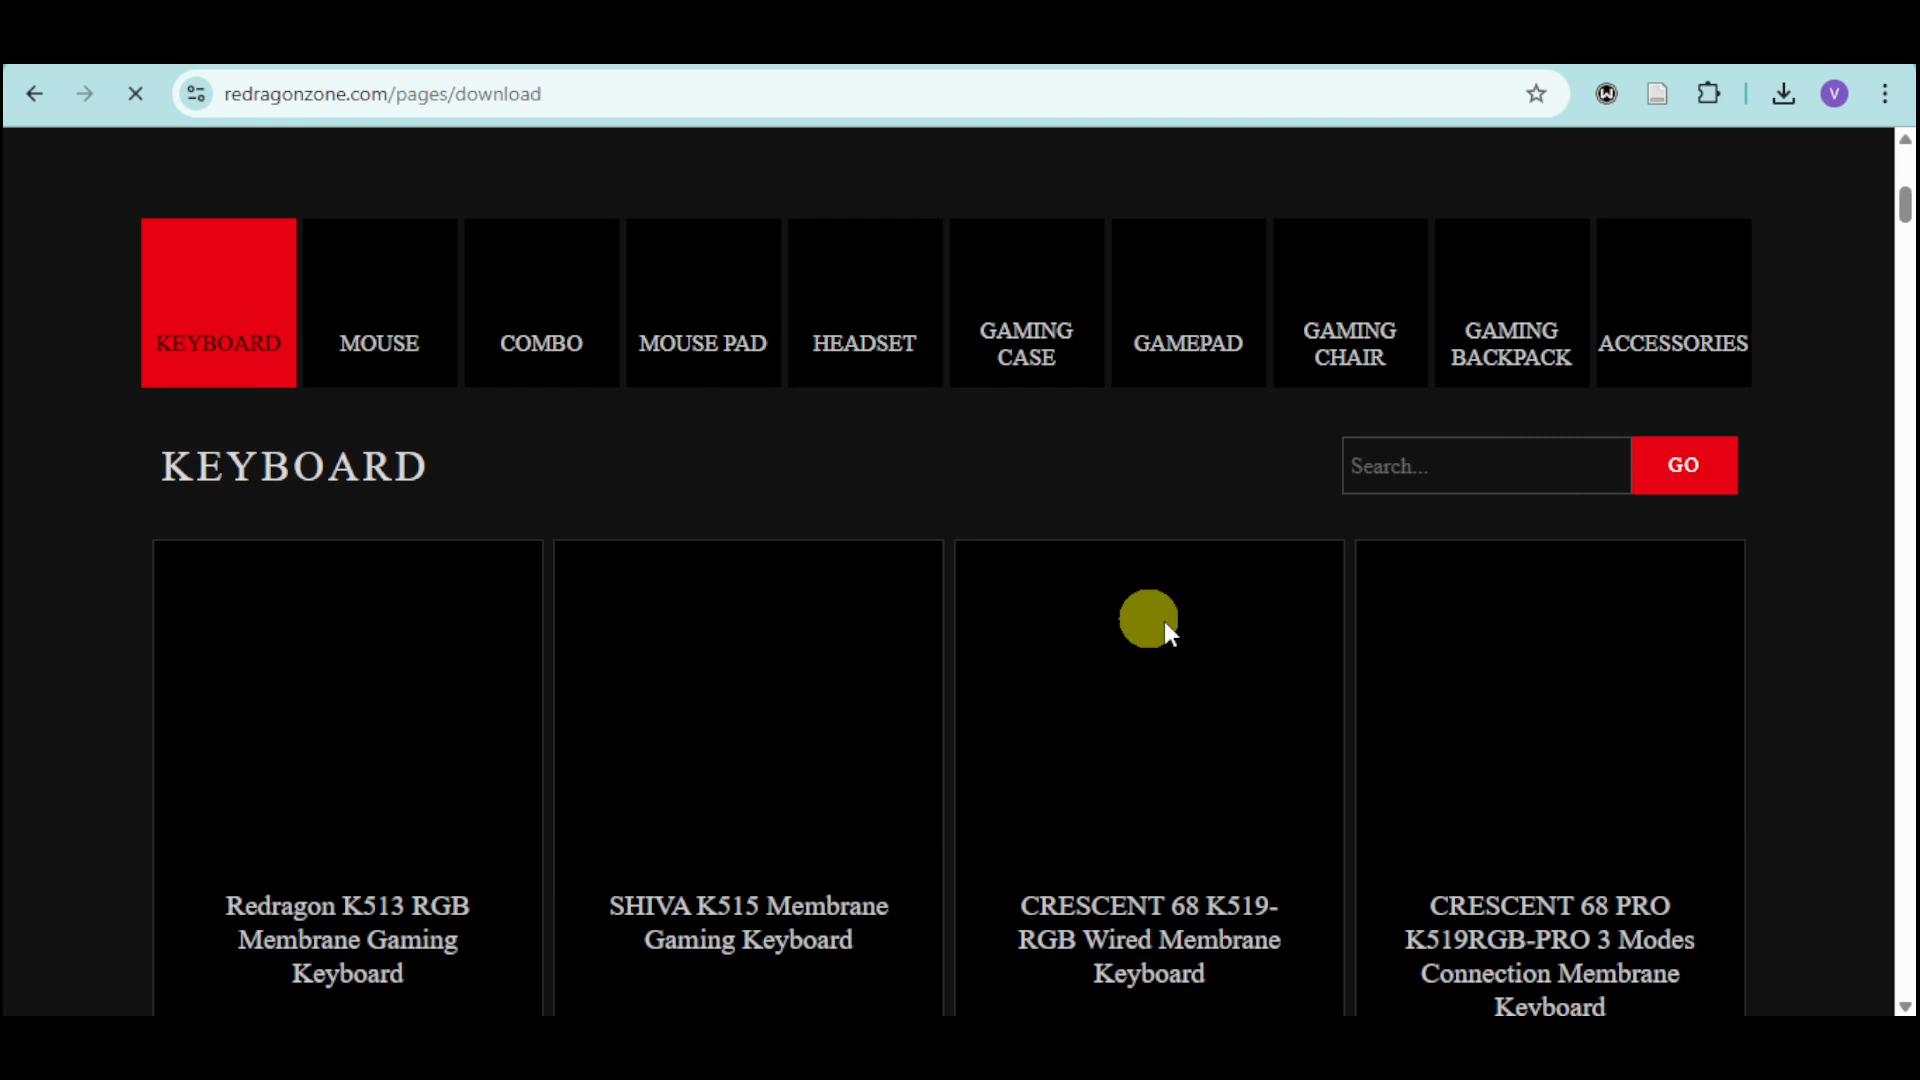 redragonzone.com/pages/download
V
KEYBOARD
MOUSE
COMBO
MOUSE PAD
HEADSET
GAMING
CASE
GAMEPAD
GAMING
CHAIR
GAMING
BACKPACK
ACCESSORIES
KEYBOARD
Search...
GO
Redragon K513 RGB
Membrane Gaming
Keyboard
SHIVA K515 Membrane
Gaming Keyboard
CRESCENT 68 K519-
RGB Wired Membrane
Keyboard
CRESCENT 68 PRO
K519RGB-PRO 3 Modes
Connection Membrane
Keyboard